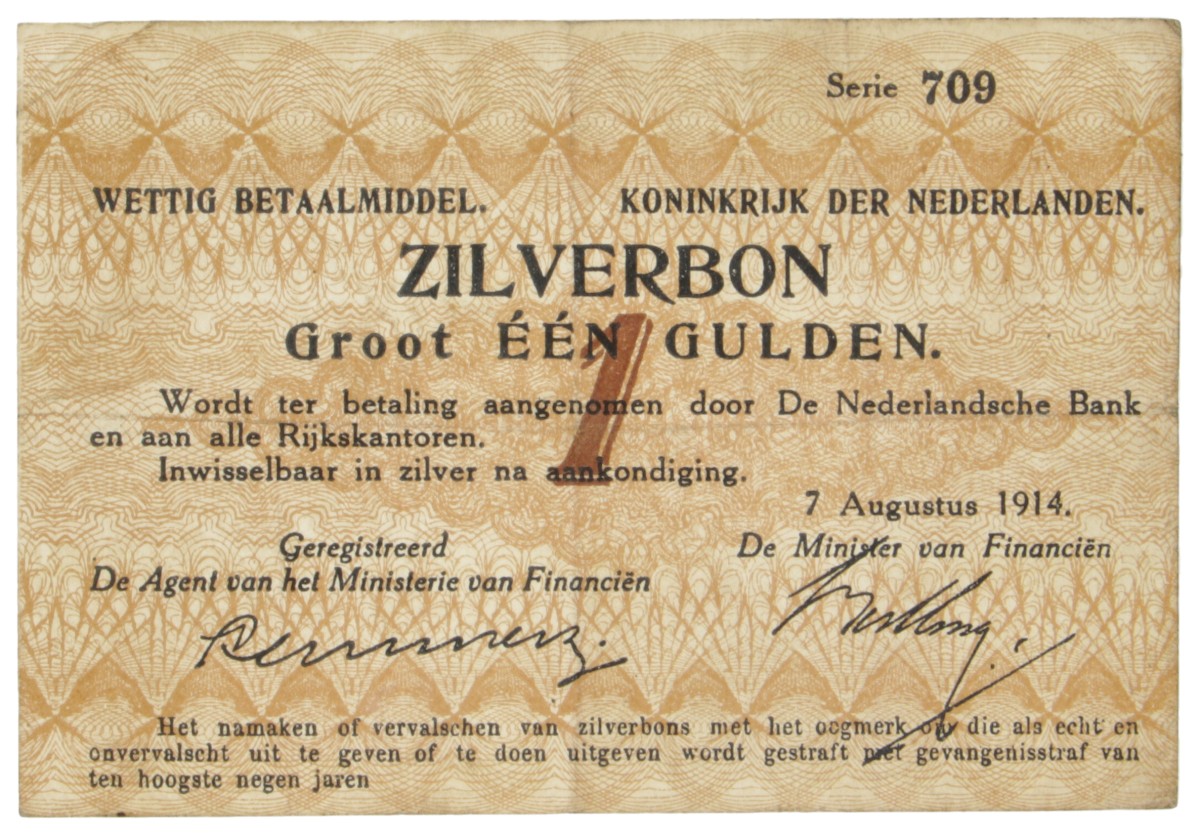 Serie 709
WETTIG BETAALMIDDEL. KONINKRIJK DER NEDERLANDEN.
ZILVERBON
Groot ÉÉN GULDEN.
1
Wordt ter betaling aangenomen door De Nederlandsche Bank
en aan alle Rijkskantoren.
Inwisselbaar in zilver na aankondiging.
7 Augustus 1914.
Geregistreerd De Minister van Financiën
De Agent van het Ministerie van Financiën
Het namaken of vervalschen van zilverbons met het oogmerk om die als echt en
onvervalscht uit te geven of te doen uitgeven wordt gestraft met gevangenisstraf van
ten hoogste negen jaren